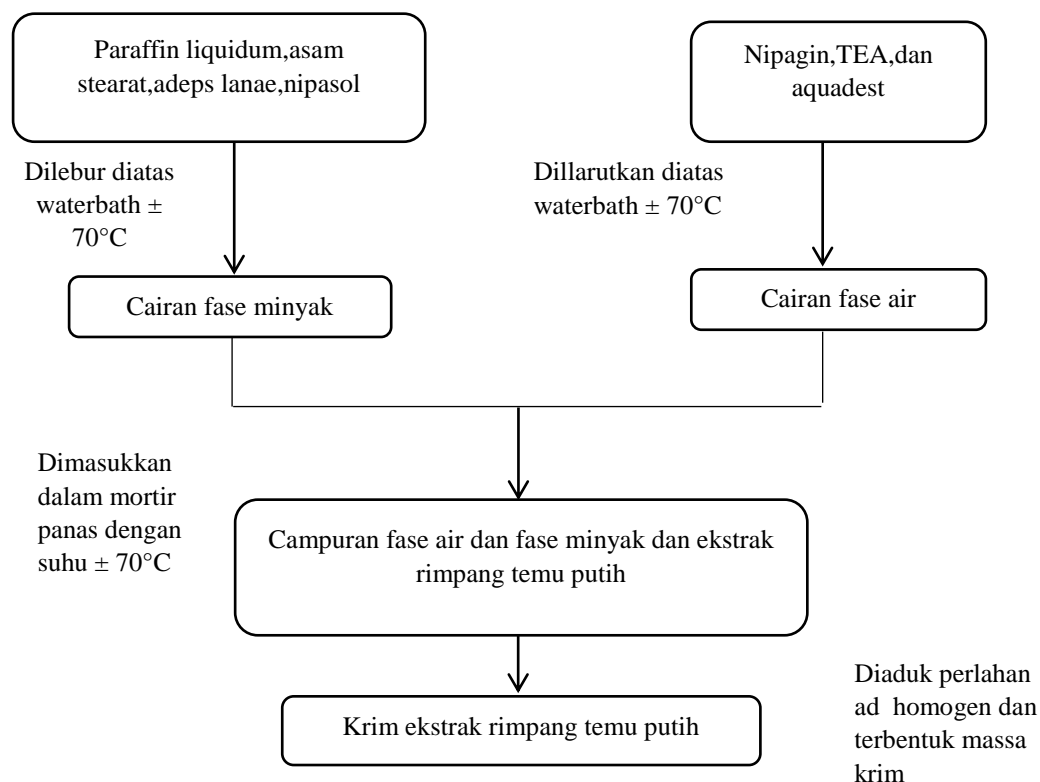 Paraffin liquidum,asam
stearat,adeps lanae,nipasol
Nipagin,TEA,dan
aquadest
Dilebur diatas
waterbath ±
70°C
Dillarutkan diatas
waterbath ± 70°C
Cairan fase minyak
Cairan fase air
Dimasukkan
dalam mortir
panas dengan
suhu ± 70°C
Campuran fase air dan fase minyak dan ekstrak
rimpang temu putih
Krim ekstrak rimpang temu putih
Diaduk perlahan
ad  homogen dan
terbentuk massa
krim